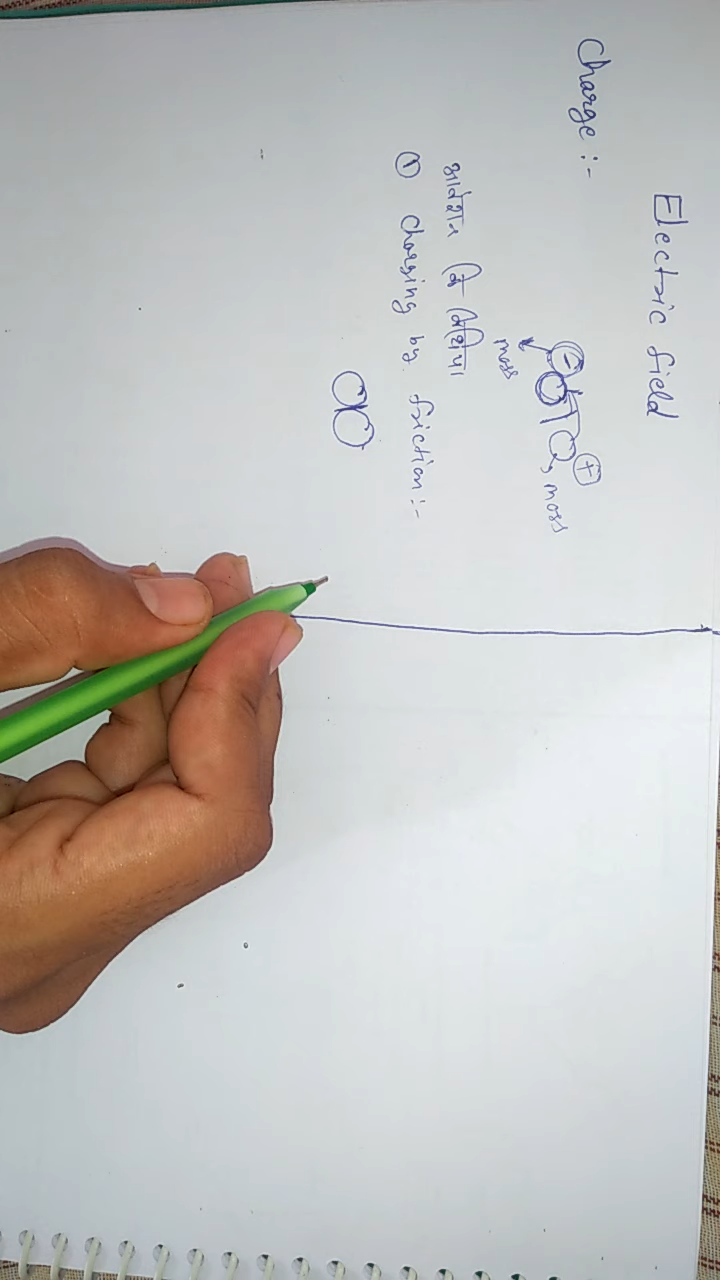 Electric field
Charge :-
+
-
mass
mass
आवेशन की विधियां
① Charging by friction :-